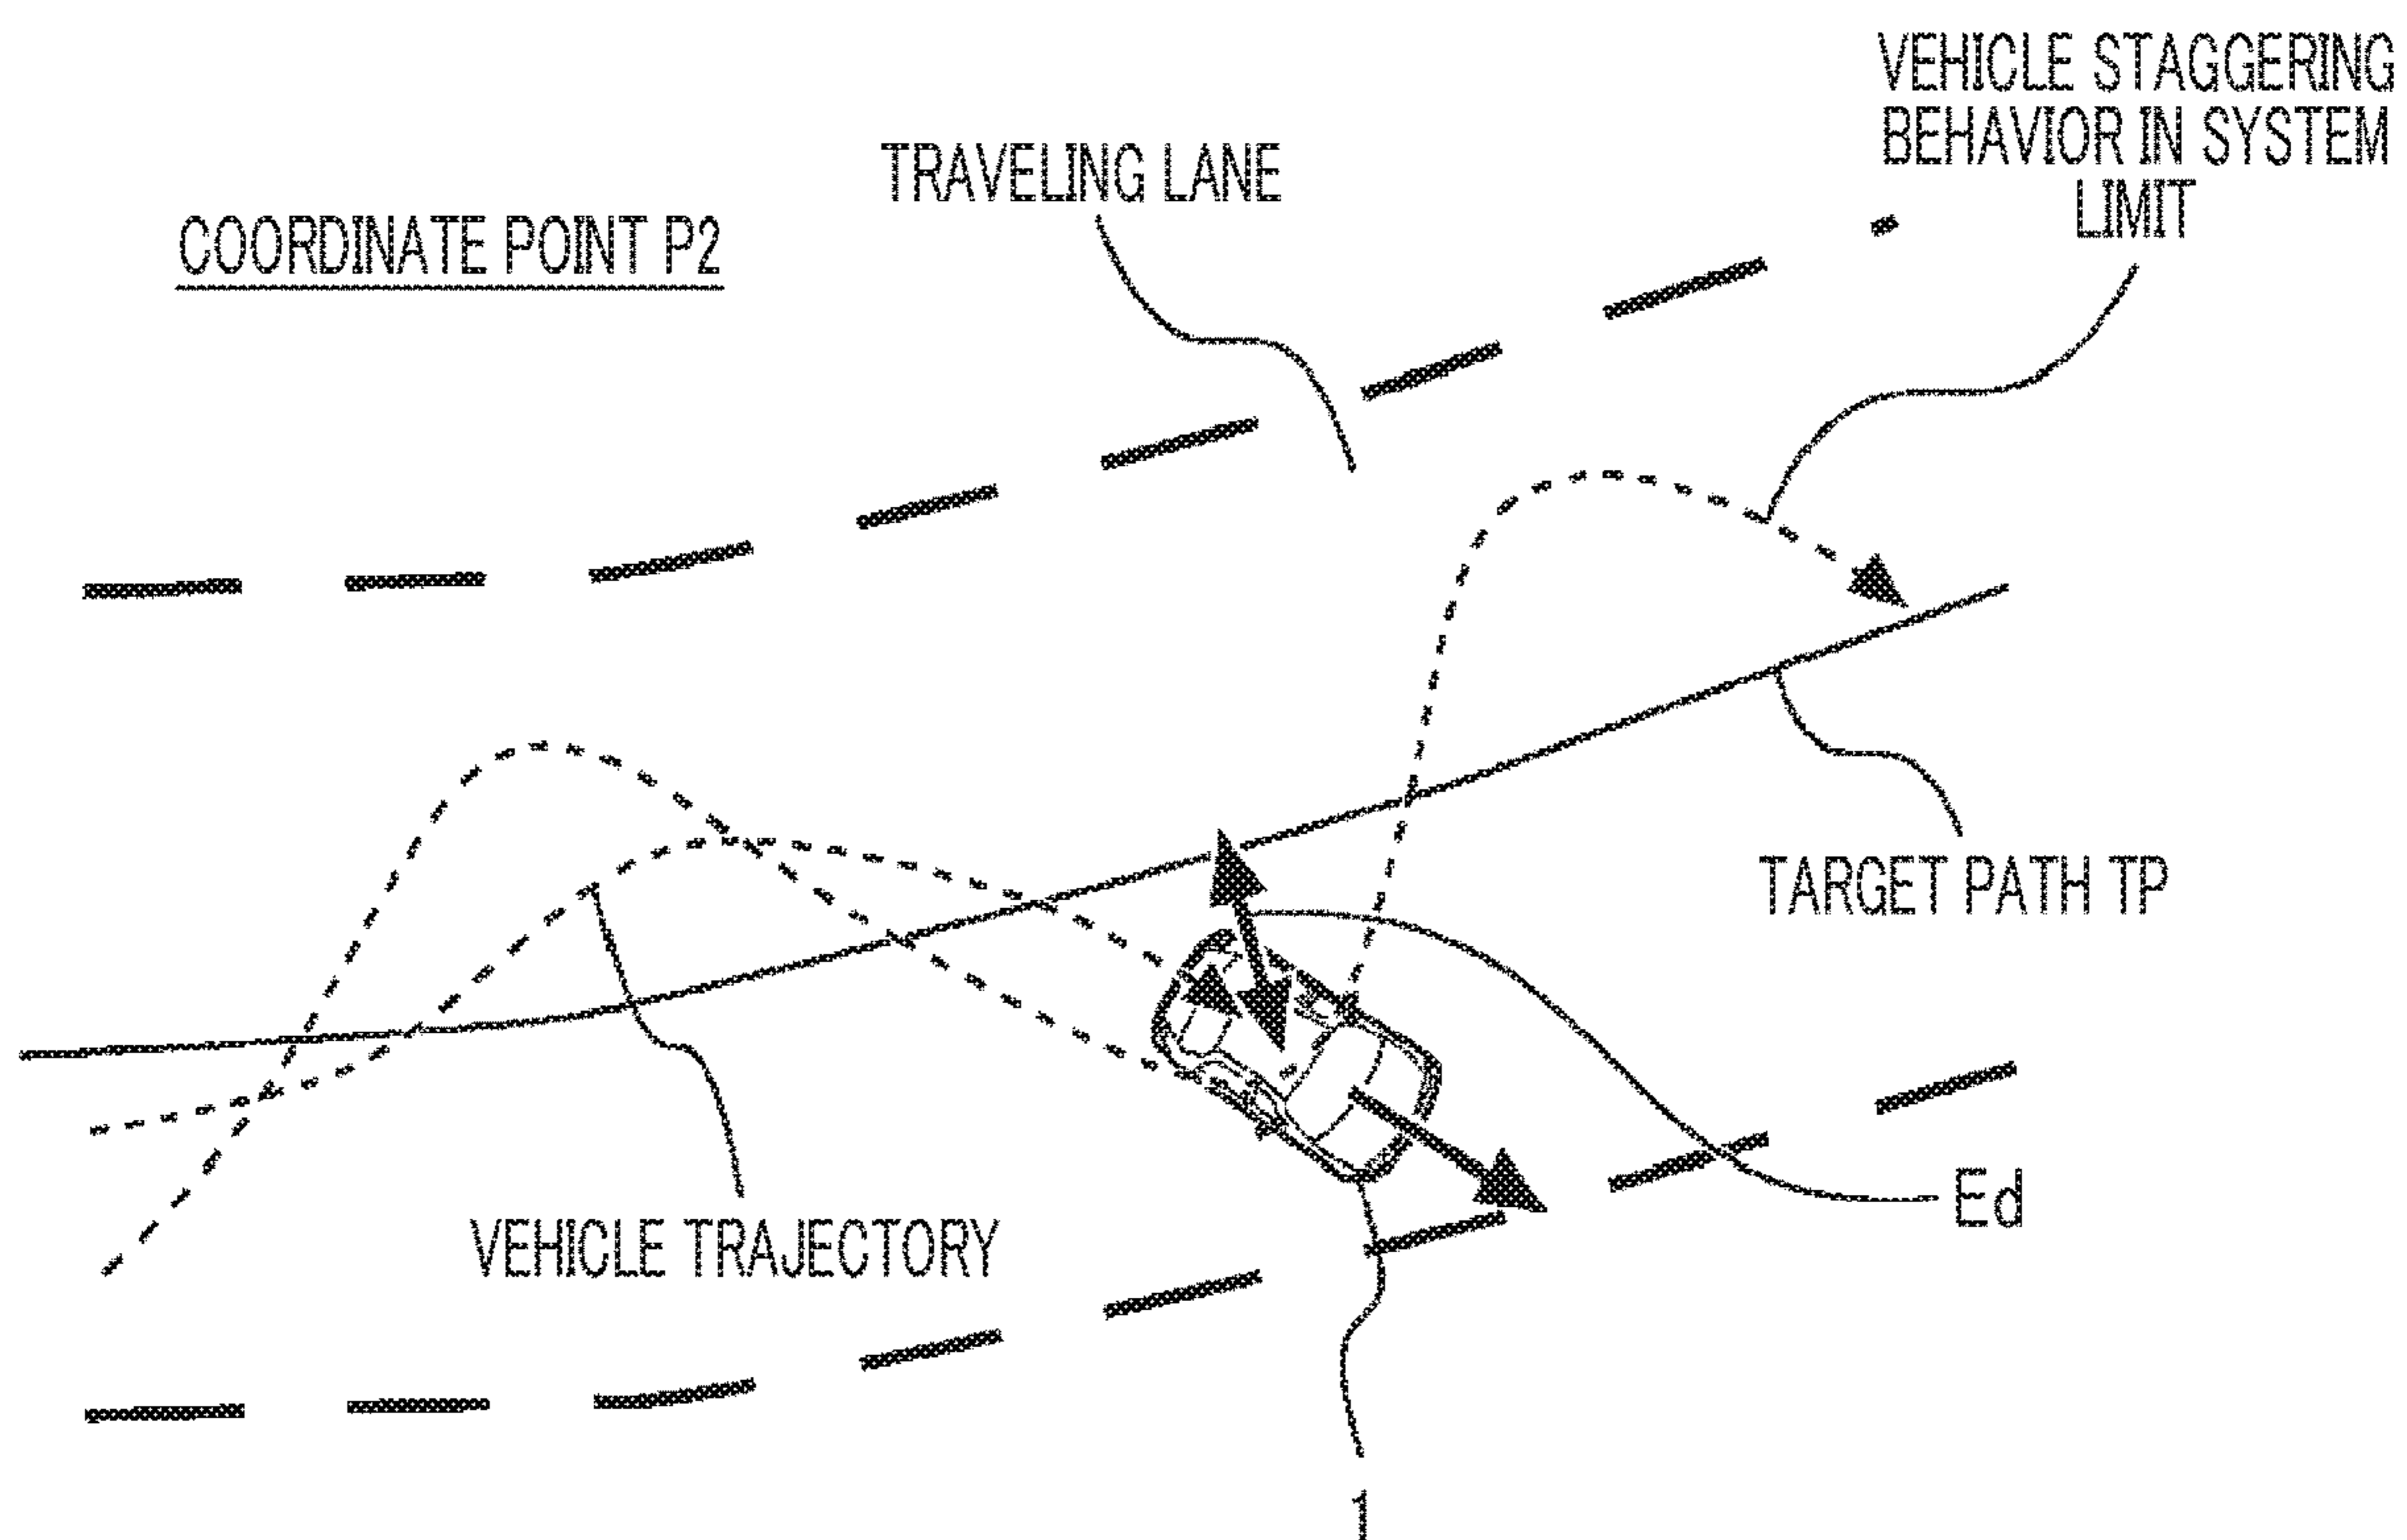 VEHICLE STAGGERING
BEHAVIOR IN SYSTEM
LIMIT
TRAVELING LANE
COORDINATE POINT P2
TARGET PATH TP
Ed
VEHICLE TRAJECTORY
1